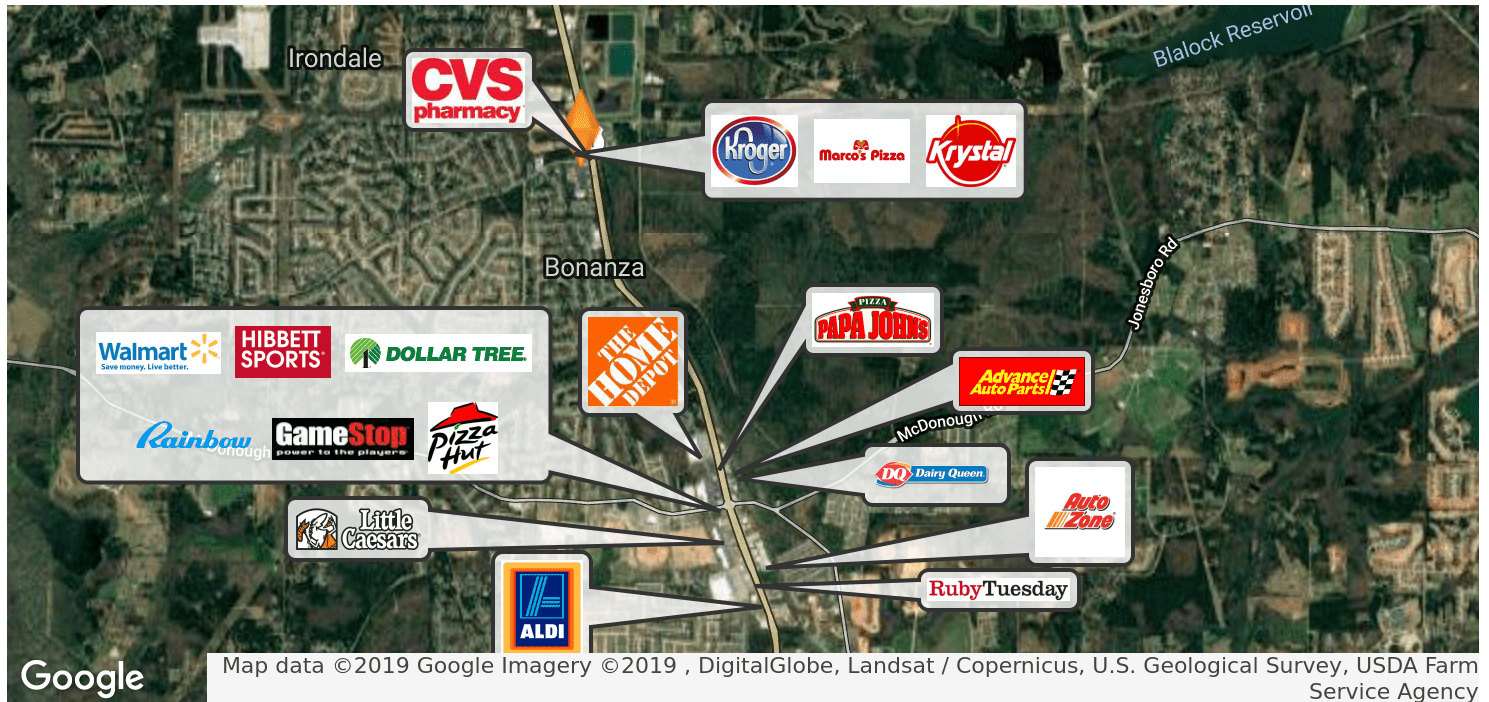 Irondale
CVS
pharmacy
Blalock Reservoir
Kroger
Marco's Pizza
Krystal
Bonanza
Jonesboro Rd
PIZZA
PAPA JOHNS
THE
HOME
DEPOT
Walmart
Save money. Live better.
HIBBETT
SPORTS
DOLLAR TREE
Advance
Auto Parts
McDonough Rd
Rainbow
Donough
GameStop
power to the players
Pizza
Hut
DQ Dairy Queen
Auto
Zone
Little
Caesars
ALDI
RubyTuesday
Google
Map data ©2019 Google Imagery ©2019 , DigitalGlobe, Landsat / Copernicus, U.S. Geological Survey, USDA Farm
Service Agency